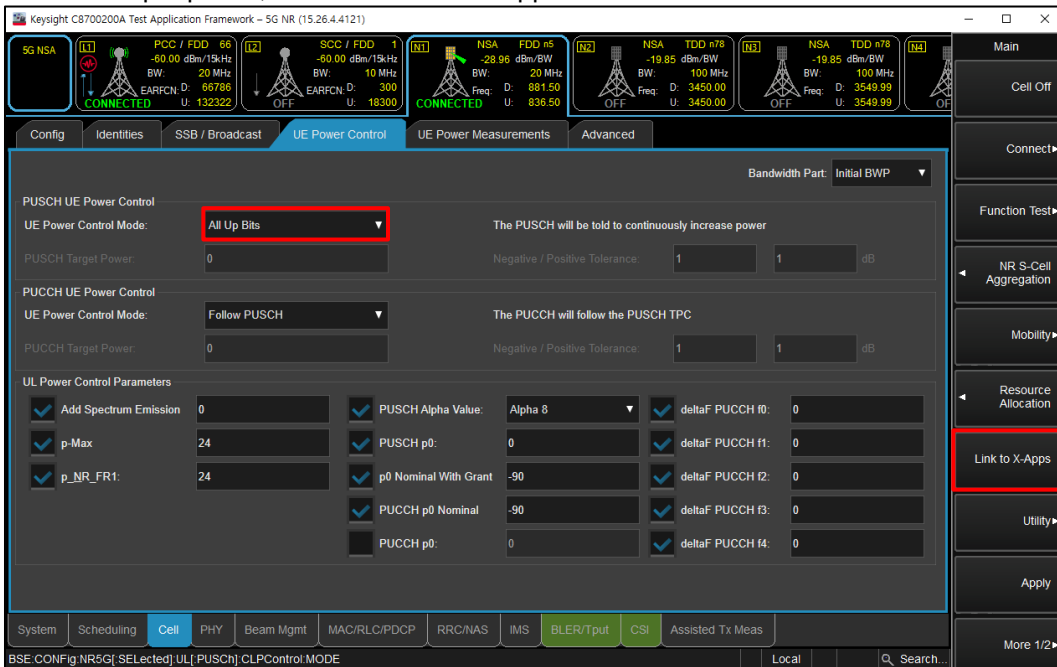 Keysight C8700200A Test Application Framework – 5G NR (15.26.4.4121)
5G NSA
L1 PCC / FDD 66
-60.00 dBm/15kHz
BW: 20 MHz
EARFCN: D: 66786
U: 132322
CONNECTED
L2 SCC / FDD 1
-60.00 dBm/15kHz
BW: 10 MHz
EARFCN: D: 300
U: 18300
OFF
N1 NSA FDD n5
-28.96 dBm/BW
BW: 20 MHz
Freq: D: 881.50
U: 836.50
CONNECTED
N2 NSA TDD n78
-19.85 dBm/BW
BW: 100 MHz
Freq: D: 3450.00
U: 3450.00
OFF
N3 NSA TDD n78
-19.85 dBm/BW
BW: 100 MHz
Freq: D: 3549.99
U: 3549.99
OFF
N4
OF
Config Identities SSB / Broadcast UE Power Control UE Power Measurements Advanced
Bandwidth Part: Initial BWP
PUSCH UE Power Control
UE Power Control Mode: All Up Bits The PUSCH will be told to continuously increase power
PUSCH Target Power: 0 Negative / Positive Tolerance: 1 1 dB
PUCCH UE Power Control
UE Power Control Mode: Follow PUSCH The PUCCH will follow the PUSCH TPC
PUCCH Target Power: 0 Negative / Positive Tolerance: 1 1 dB
UL Power Control Parameters
Add Spectrum Emission 0 PUSCH Alpha Value: Alpha 8 deltaF PUCCH f0: 0
p-Max 24 PUSCH p0: 0 deltaF PUCCH f1: 0
p_NR_FR1: 24 p0 Nominal With Grant -90 deltaF PUCCH f2: 0
PUCCH p0 Nominal -90 deltaF PUCCH f3: 0
PUCCH p0: 0 deltaF PUCCH f4: 0
System Scheduling Cell PHY Beam Mgmt MAC/RLC/PDCP RRC/NAS IMS BLER/Tput CSI Assisted Tx Meas
BSE:CONFig:NR5G[:SELected]:UL[:PUSCh]:CLPControl:MODE Local Search...
Main
Cell Off
Connect
Function Test
NR S-Cell
Aggregation
Mobility
Resource
Allocation
Link to X-Apps
Utility
Apply
More 1/2